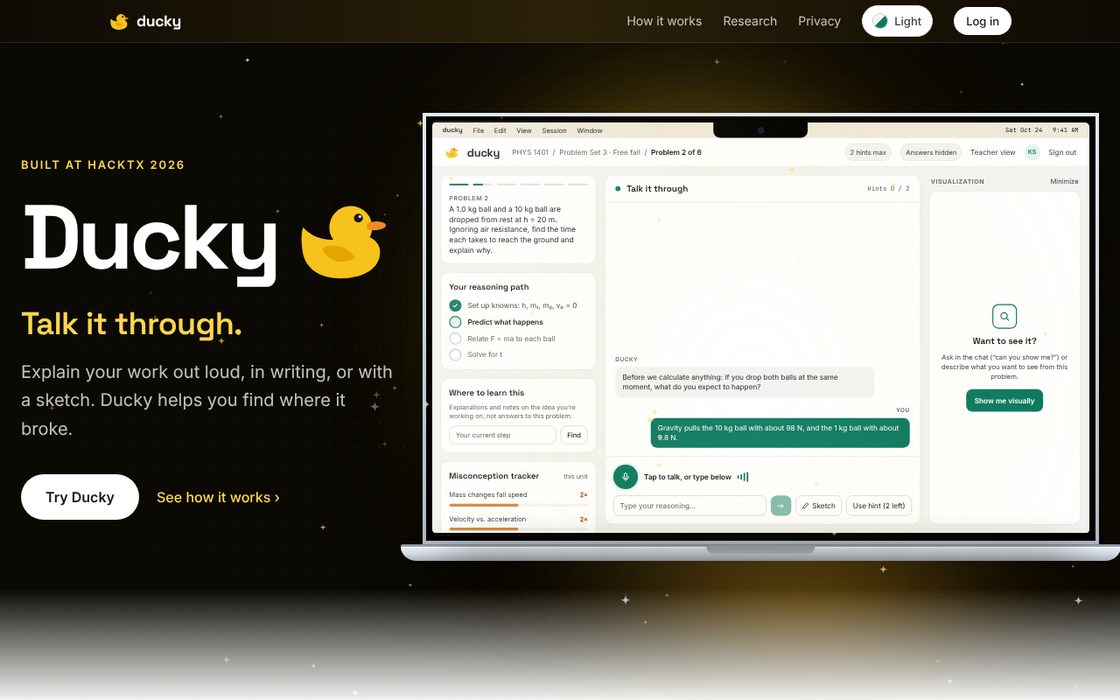 ducky
How it works
Research
Privacy
Light
Log in
BUILT AT HACKTX 2026
Ducky
Talk it through.
Explain your work out loud, in writing, or with
a sketch. Ducky helps you find where it
broke.
Try Ducky
See how it works ›
ducky File Edit View Session Window
Sat Oct 24 9:41 AM
ducky
PHYS 1401 / Problem Set 3 · Free fall / Problem 2 of 6
2 hints max
Answers hidden
Teacher view
KS
Sign out
PROBLEM 2
A 1.0 kg ball and a 10 kg ball are
dropped from rest at h = 20 m.
Ignoring air resistance, find the time
each takes to reach the ground and
explain why.
Your reasoning path
Set up knowns: h, m₁, m₂, v₀ = 0
Predict what happens
Relate F = ma to each ball
Solve for t
Where to learn this
Explanations and notes on the idea you're
working on, not answers to this problem.
Your current step
Find
Misconception tracker
this unit
Mass changes fall speed
2×
Velocity vs. acceleration
2×
Talk it through
Hints 0 / 2
DUCKY
Before we calculate anything: if you drop both balls at the same
moment, what do you expect to happen?
YOU
Gravity pulls the 10 kg ball with about 98 N, and the 1 kg ball with about
9.8 N.
Tap to talk, or type below
Type your reasoning...
Sketch
Use hint (2 left)
VISUALIZATION
Minimize
Want to see it?
Ask in the chat ("can you show me?") or
describe what you want to see from this
problem.
Show me visually